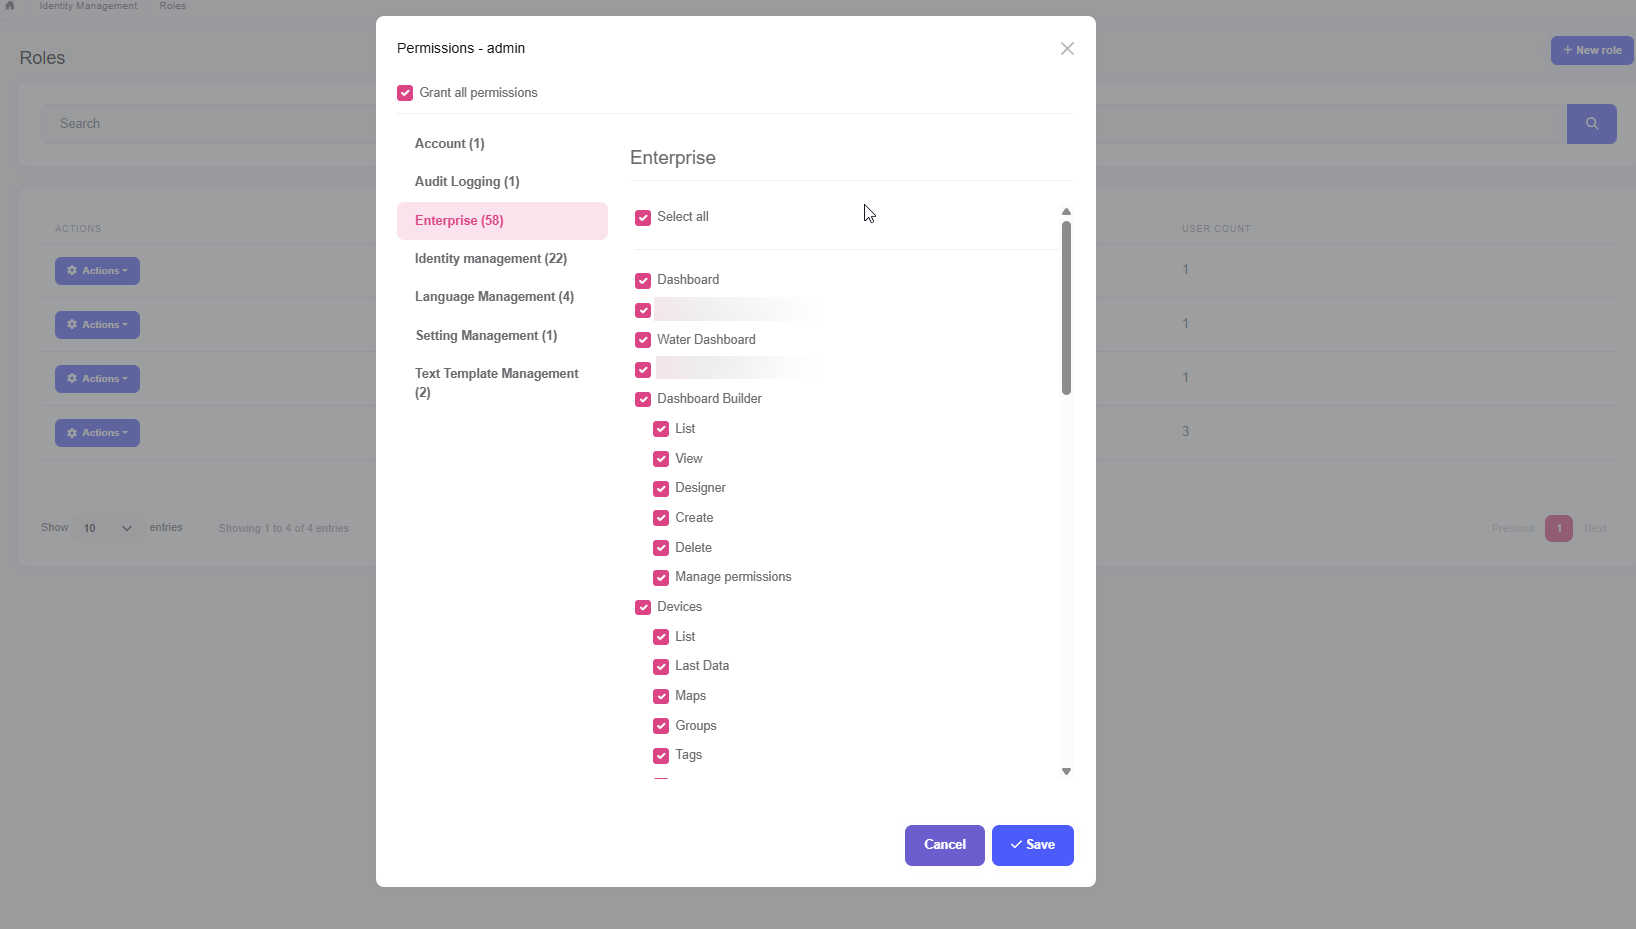 Identity Management
Roles
Roles
+ New role
Search
ACTIONS
USER COUNT
Actions
1
Actions
1
Actions
1
Actions
3
Show 10 entries
Showing 1 to 4 of 4 entries
Previous 1 Next
Permissions - admin
Grant all permissions
Account (1)
Audit Logging (1)
Enterprise (58)
Identity management (22)
Language Management (4)
Setting Management (1)
Text Template Management
(2)
Enterprise
Select all
Dashboard
Water Dashboard
Dashboard Builder
List
View
Designer
Create
Delete
Manage permissions
Devices
List
Last Data
Maps
Groups
Tags
Cancel
Save